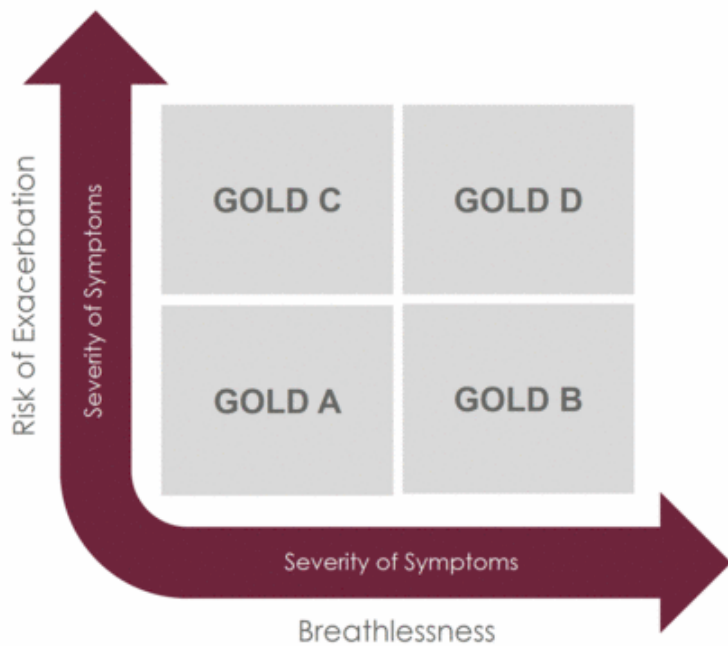 Risk of Exacerbation
Severity of Symptoms
GOLD C
GOLD D
GOLD A
GOLD B
Severity of Symptoms
Breathlessness